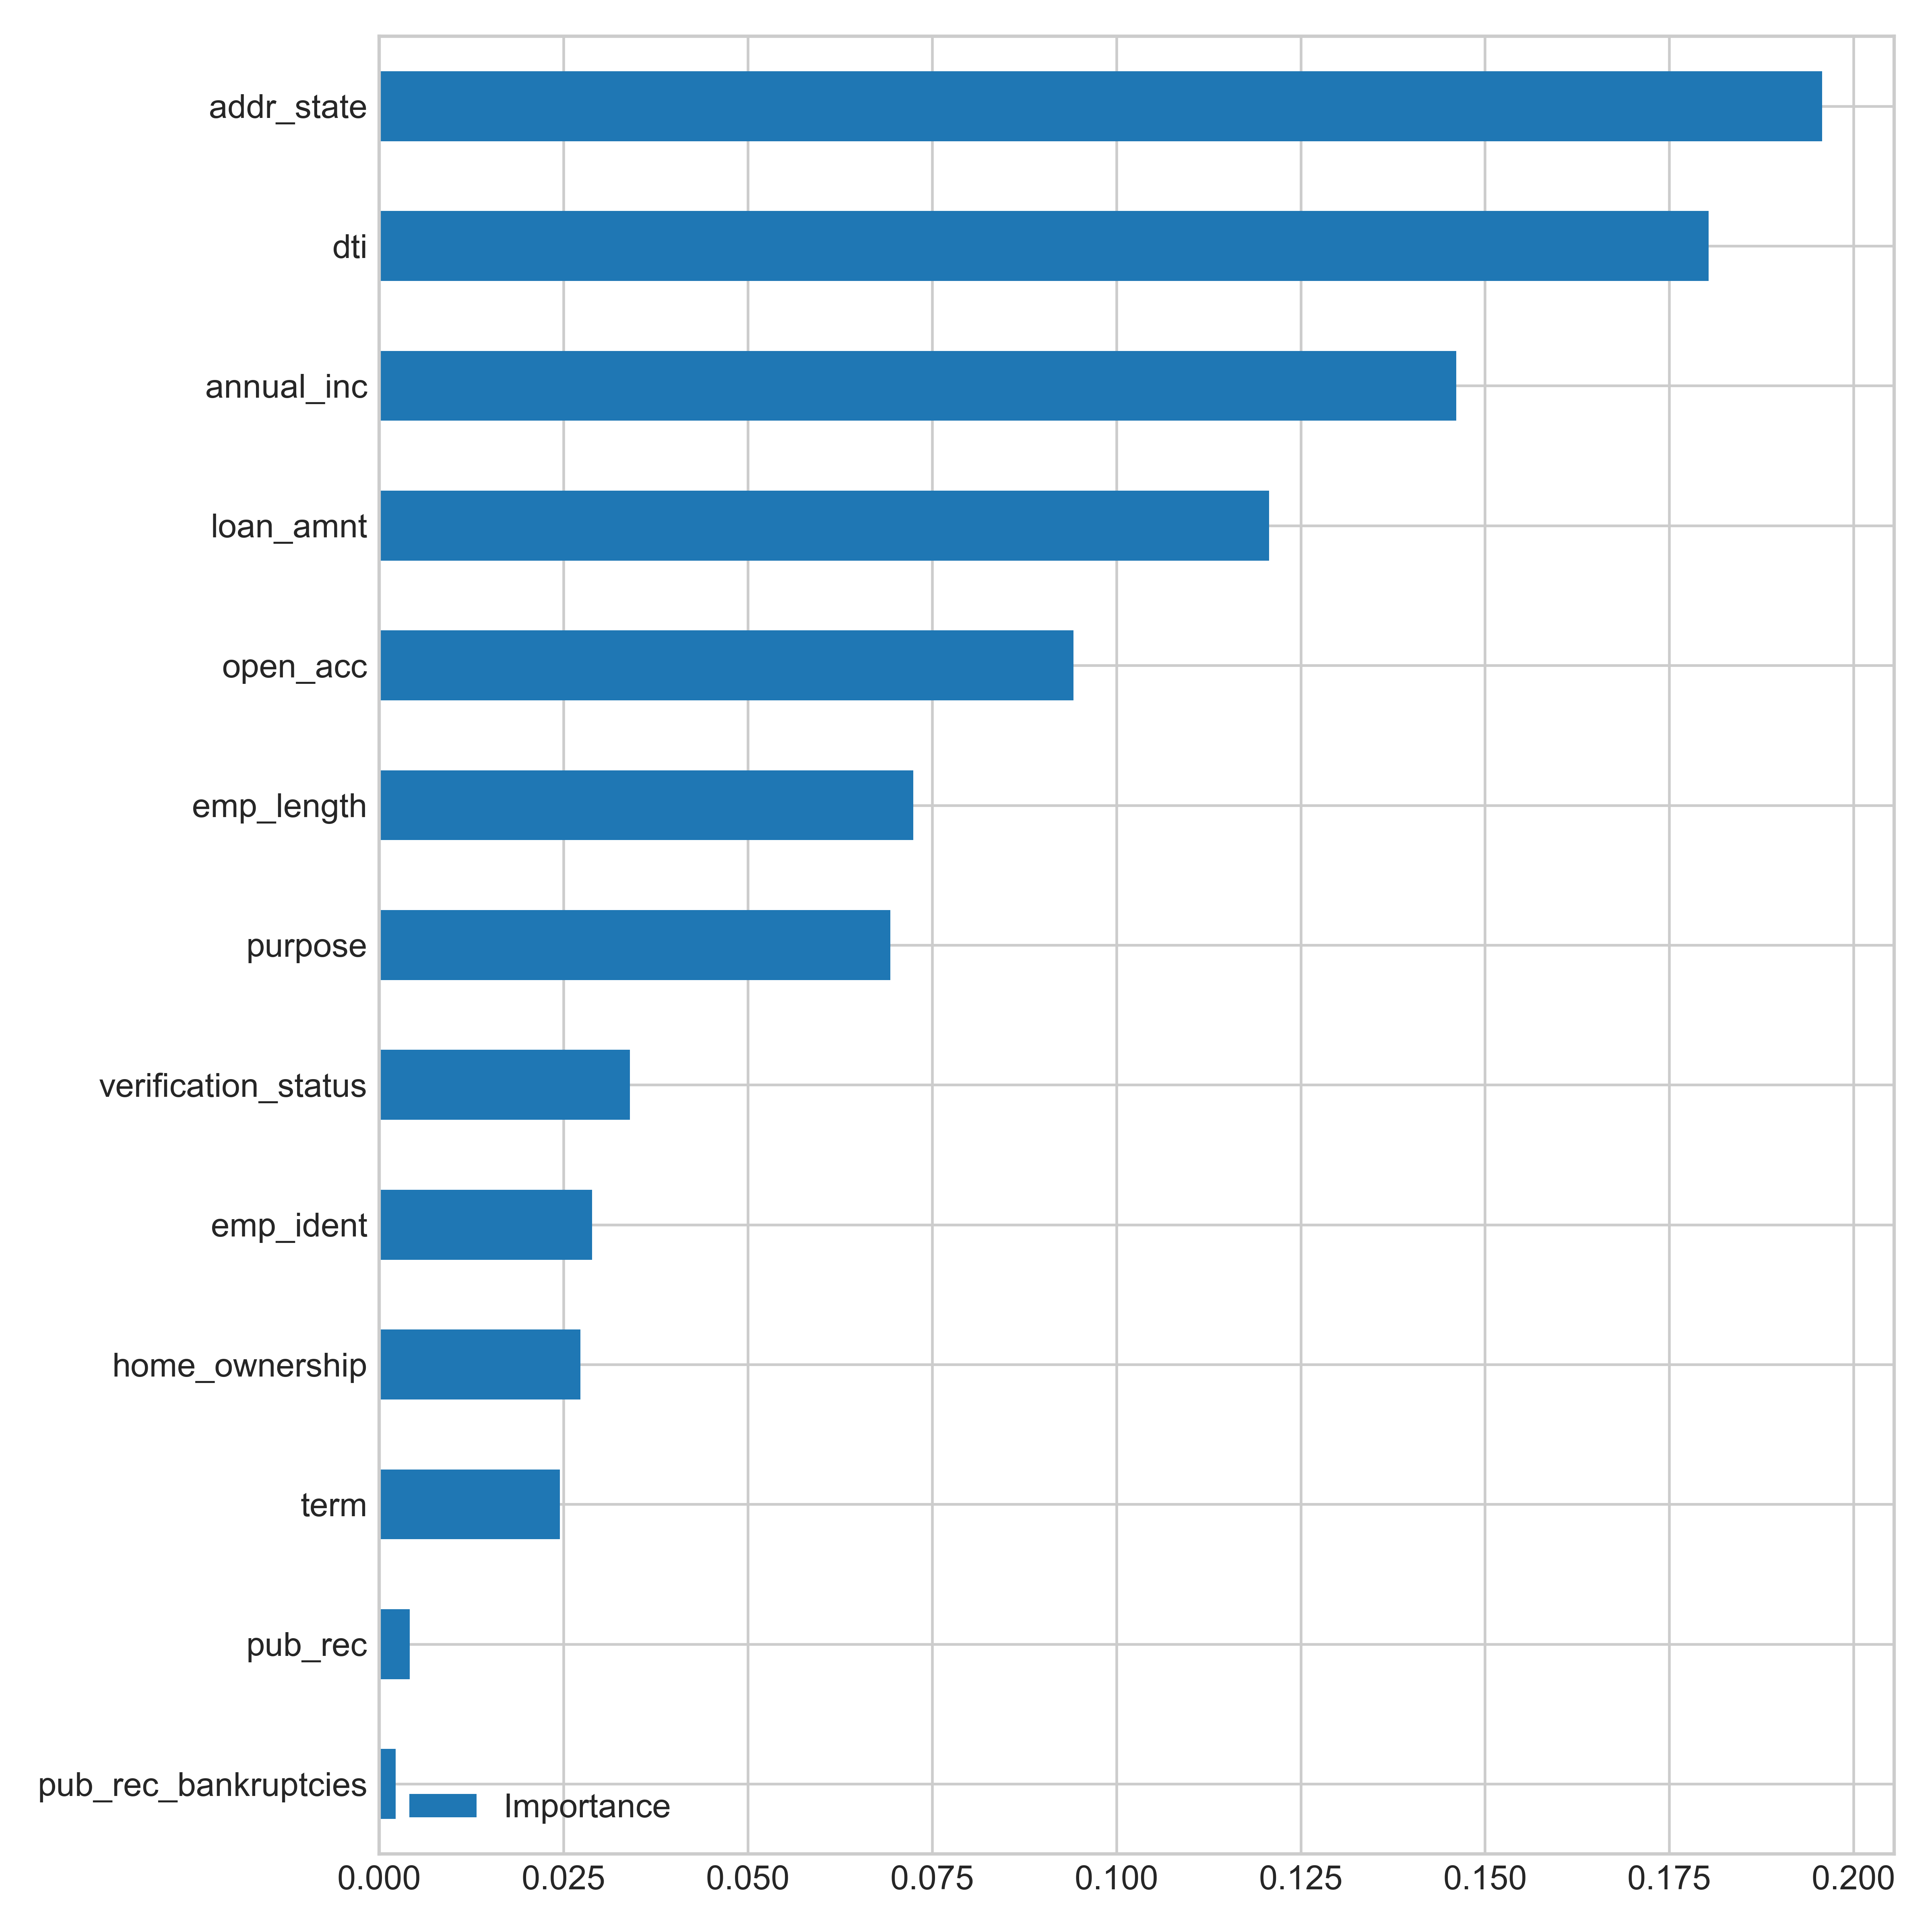 addr_state
dti
annual_inc
loan_amnt
open_acc
emp_length
purpose
verification_status
emp_ident
home_ownership
term
pub_rec
pub_rec_bankruptcies
Importance
0.000 0.025 0.050 0.075 0.100 0.125 0.150 0.175 0.200